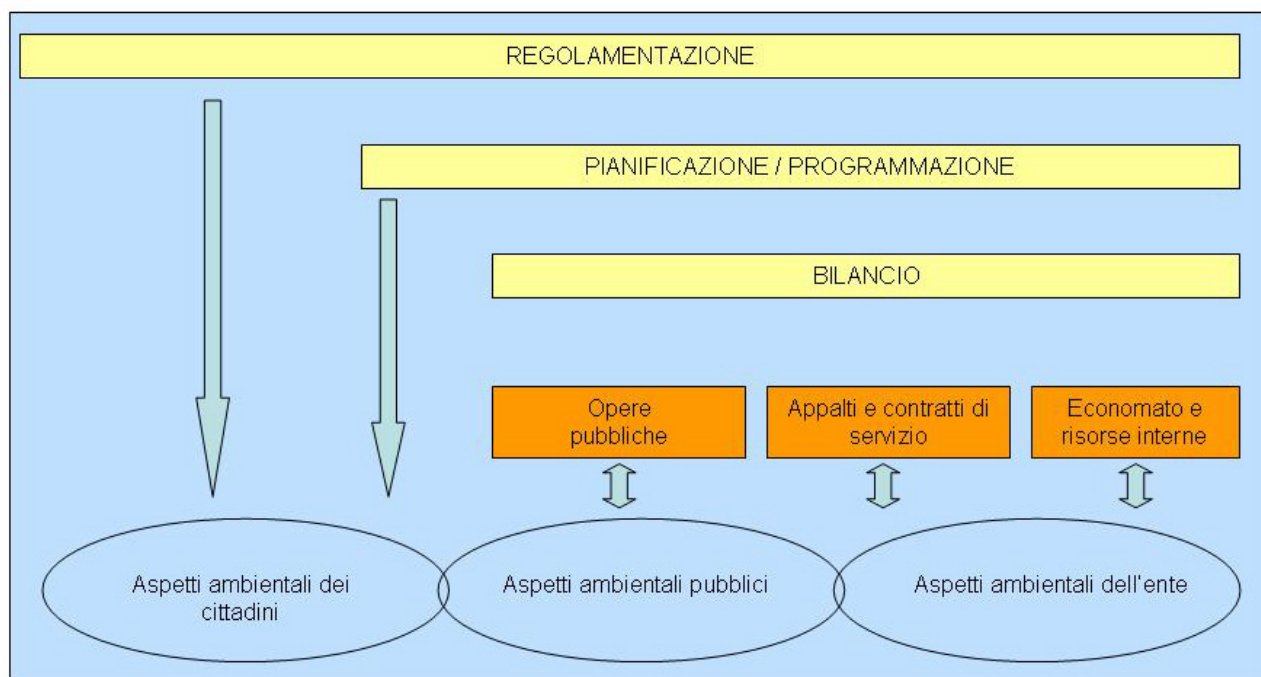 REGOLAMENTAZIONE
PIANIFICAZIONE / PROGRAMMAZIONE
BILANCIO
Opere
pubbliche
Appalti e contratti di
servizio
Economato e
risorse interne
Aspetti ambientali dei
cittadini
Aspetti ambientali pubblici
Aspetti ambientali dell'ente